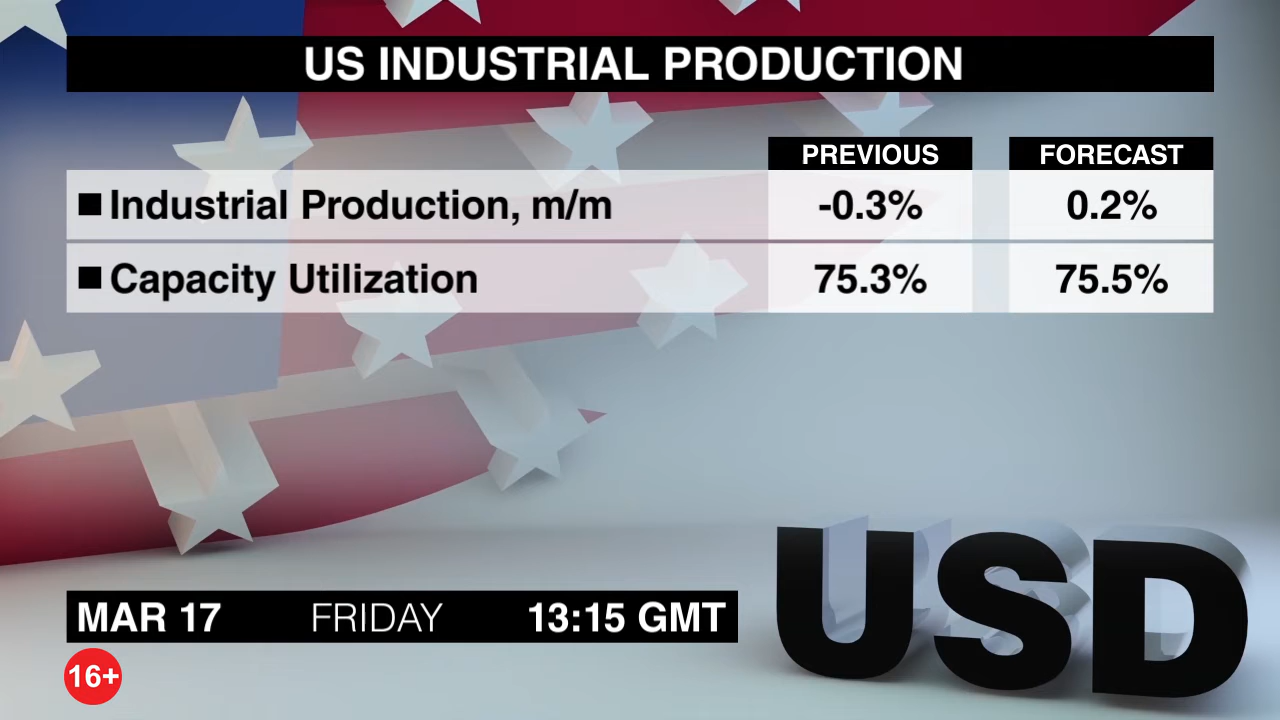 US INDUSTRIAL PRODUCTION
PREVIOUS FORECAST
Industrial Production, m/m -0.3% 0.2%
Capacity Utilization 75.3% 75.5%
MAR 17 FRIDAY 13:15 GMT
USD
16+